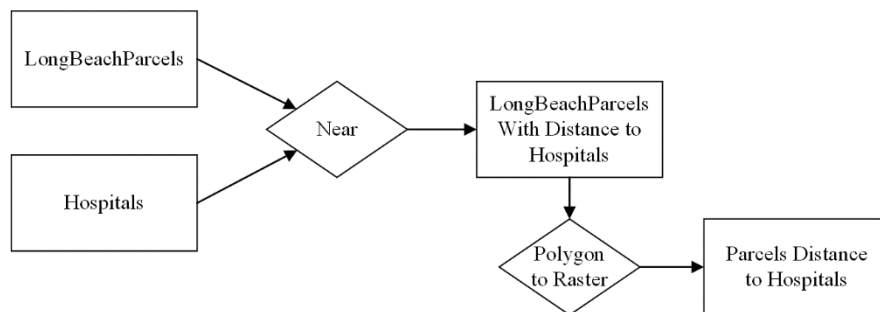 LongBeachParcels
Hospitals
Near
LongBeachParcels
With Distance to
Hospitals
Polygon
to Raster
Parcels Distance
to Hospitals